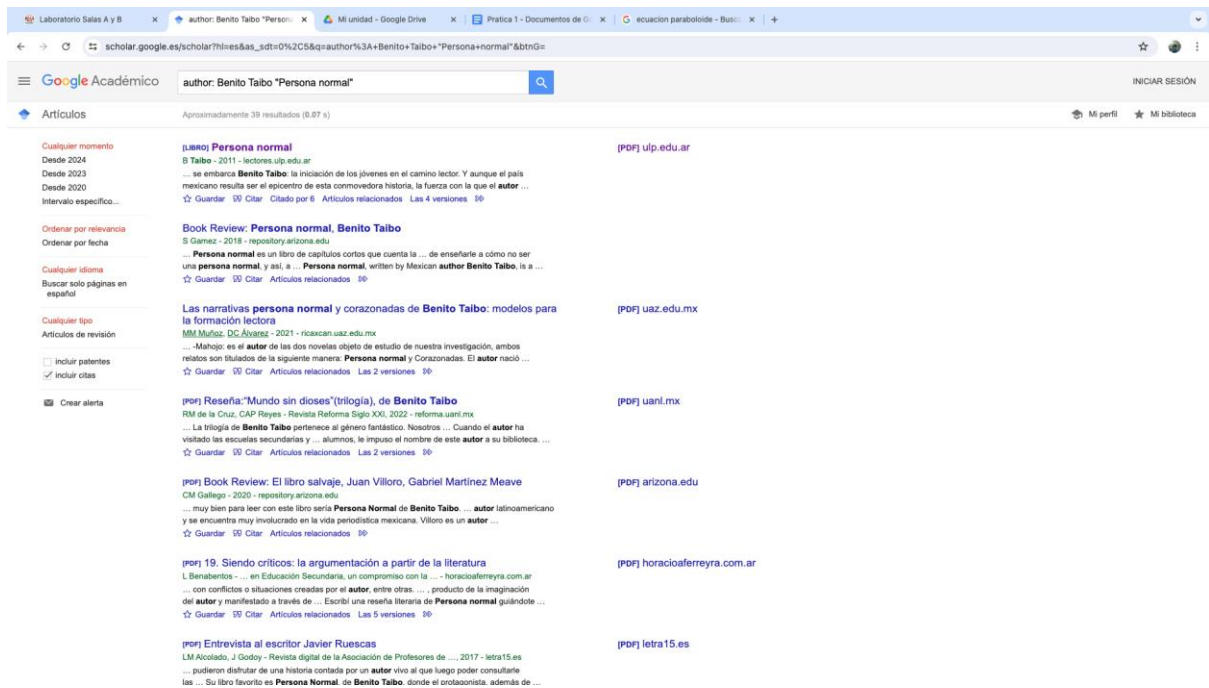 Laboratorio Salas A y B
author: Benito Taibo "Persona
Mi unidad - Google Drive
Pratica 1 - Documentos de G
ecuacion paraboloide - Busc
scholar.google.es/scholar?hl=es&as_sdt=0%2C5&q=author%3A+Benito+Taibo+"Persona+normal"&btnG=
Google Académico
author: Benito Taibo "Persona normal"
INICIAR SESIÓN
Artículos
Aproximadamente 39 resultados (0.07 s)
Mi perfil
Mi biblioteca
Cualquier momento
Desde 2024
Desde 2023
Desde 2020
Intervalo específico...
Ordenar por relevancia
Ordenar por fecha
Cualquier idioma
Buscar solo páginas en
español
Cualquier tipo
Artículos de revisión
incluir patentes
incluir citas
Crear alerta
[LIBRO] Persona normal
[PDF] ulp.edu.ar
B Taibo - 2011 - lectores.ulp.edu.ar
... se embarca Benito Taibo: la iniciación de los jóvenes en el camino lector. Y aunque el país
mexicano resulta ser el epicentro de esta conmovedora historia, la fuerza con la que el autor ...
Guardar Citar Citado por 6 Artículos relacionados Las 4 versiones
Book Review: Persona normal, Benito Taibo
S Gamez - 2018 - repository.arizona.edu
... Persona normal es un libro de capítulos cortos que cuenta la ... de enseñarle a cómo no ser
una persona normal, y así, a ... Persona normal, written by Mexican author Benito Taibo, is a ...
Guardar Citar Artículos relacionados
Las narrativas persona normal y corazonadas de Benito Taibo: modelos para
la formación lectora
[PDF] uaz.edu.mx
MM Muñoz, DC Álvarez - 2021 - ricaxcan.uaz.edu.mx
... -Mahojo: es el autor de las dos novelas objeto de estudio de nuestra investigación, ambos
relatos son titulados de la siguiente manera: Persona normal y Corazonadas. El autor nació ...
Guardar Citar Artículos relacionados Las 2 versiones
[PDF] Reseña:"Mundo sin dioses"(trilogía), de Benito Taibo
[PDF] uanl.mx
RM de la Cruz, CAP Reyes - Revista Reforma Siglo XXI, 2022 - reforma.uanl.mx
... La trilogía de Benito Taibo pertenece al género fantástico. Nosotros ... Cuando el autor ha
visitado las escuelas secundarias y ... alumnos, le impuso el nombre de este autor a su biblioteca. ...
Guardar Citar Artículos relacionados Las 2 versiones
[PDF] Book Review: El libro salvaje, Juan Villoro, Gabriel Martínez Meave
[PDF] arizona.edu
CM Gallego - 2020 - repository.arizona.edu
... muy bien para leer con este libro sería Persona Normal de Benito Taibo. ... autor latinoamericano
y se encuentra muy involucrado en la vida periodística mexicana. Villoro es un autor ...
Guardar Citar Artículos relacionados
[PDF] 19. Siendo críticos: la argumentación a partir de la literatura
[PDF] horacioaferreyra.com.ar
L Benabentos - ... en Educación Secundaria, un compromiso con la ... - horacioaferreyra.com.ar
... con conflictos o situaciones creadas por el autor, entre otras. ... , producto de la imaginación
del autor y manifestado a través de ... Escribí una reseña literaria de Persona normal guiándote ...
Guardar Citar Artículos relacionados Las 5 versiones
[PDF] Entrevista al escritor Javier Ruescas
[PDF] letra15.es
LM Alcolado, J Godoy - Revista digital de la Asociación de Profesores de ..., 2017 - letra15.es
... pudieron disfrutar de una historia contada por un autor vivo al que luego poder consultarle
las ... Su libro favorito es Persona Normal, de Benito Taibo, donde el protagonista, además de ...